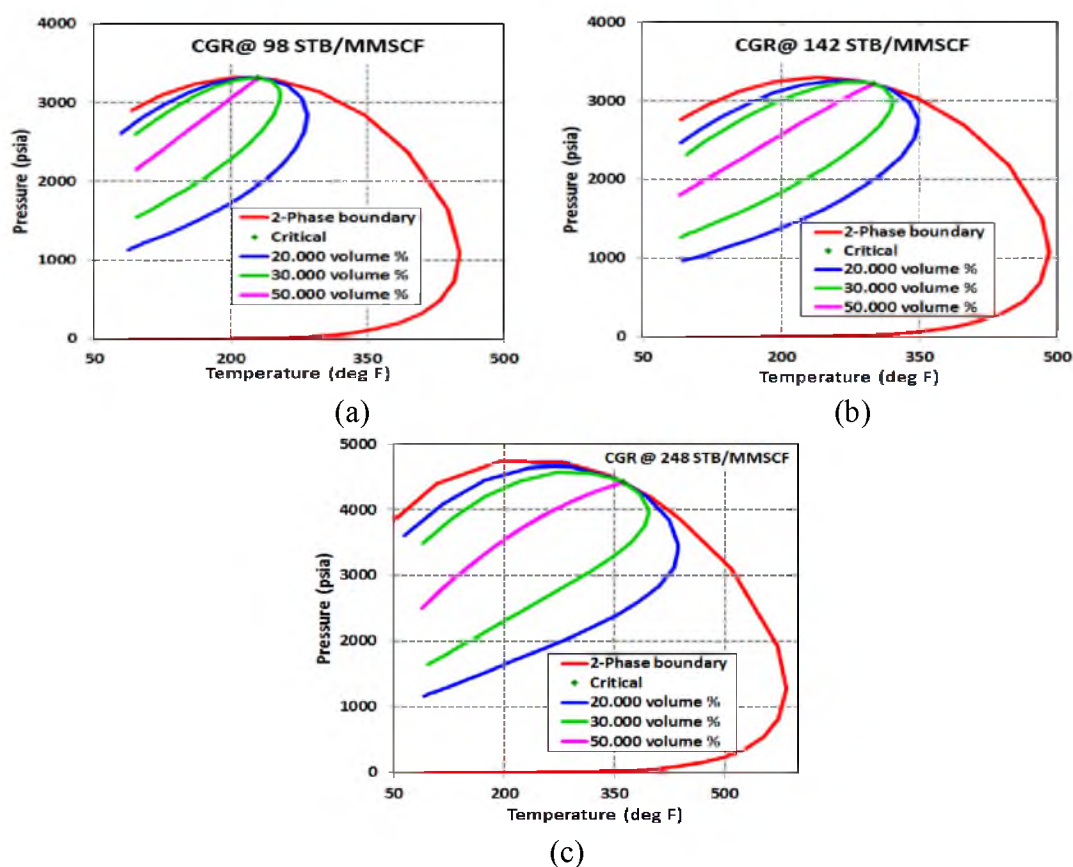 CGR@ 98 STB/MMSCF
Pressure (psia)
4000
3000
2000
1000
0
50
200
350
500
Temperature (deg F)
2-Phase boundary
Critical
20.000 volume %
30.000 volume %
50.000 volume %
(a)
CGR@ 142 STB/MMSCF
Pressure (psia)
4000
3000
2000
1000
0
50
200
350
500
Temperature (deg F)
2-Phase boundary
Critical
20.000 volume %
30.000 volume %
50.000 volume %
(b)
CGR @ 248 STB/MMSCF
Pressure (psia)
5000
4000
3000
2000
1000
0
50
200
350
500
Temperature (deg F)
2-Phase boundary
Critical
20.000 volume %
30.000 volume %
50.000 volume %
(c)